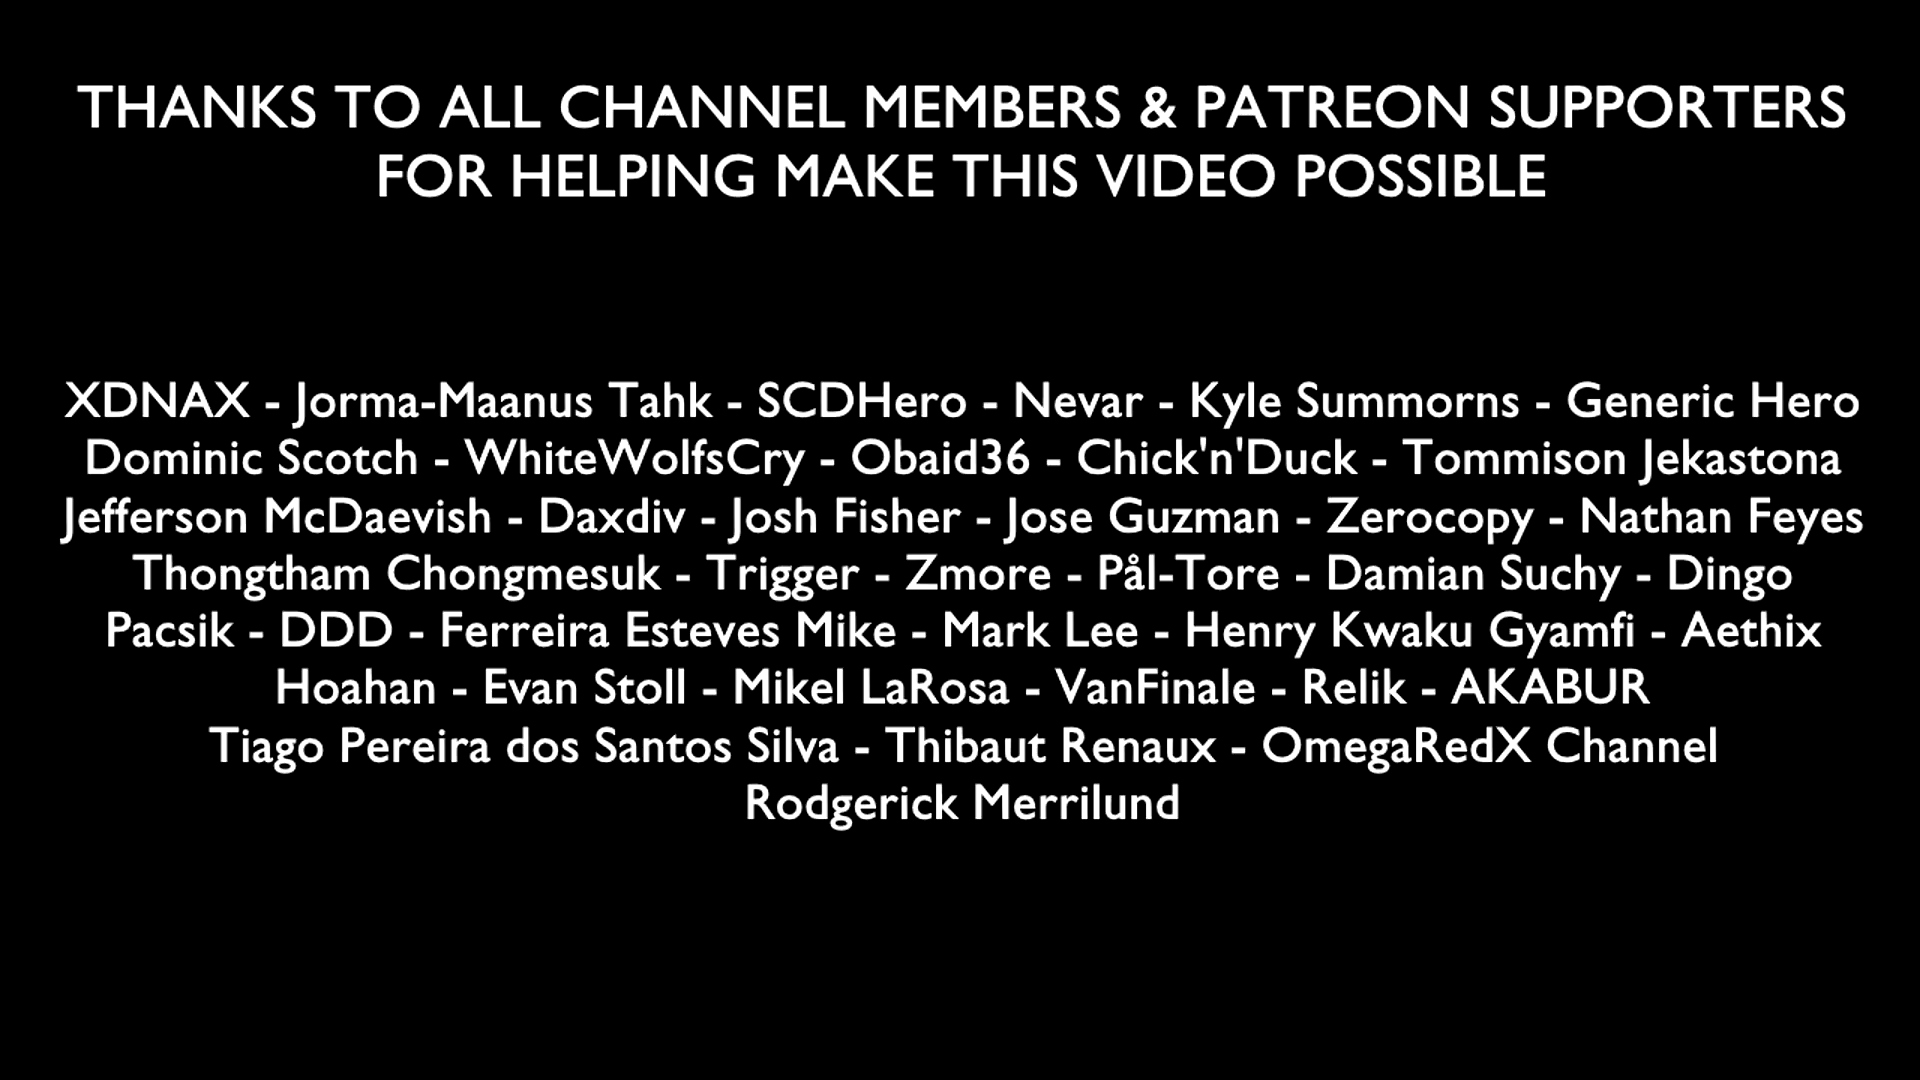 THANKS TO ALL CHANNEL MEMBERS & PATREON SUPPORTERS
FOR HELPING MAKE THIS VIDEO POSSIBLE
XDNAX - Jorma-Maanus Tahk - SCDHero - Nevar - Kyle Summorns - Generic Hero
Dominic Scotch - WhiteWolfsCry - Obaid36 - Chick'n'Duck - Tommison Jekastona
Jefferson McDaevish - Daxdiv - Josh Fisher - Jose Guzman - Zerocopy - Nathan Feyes
Thongtham Chongmesuk - Trigger - Zmore - Pål-Tore - Damian Suchy - Dingo
Pacsik - DDD - Ferreira Esteves Mike - Mark Lee - Henry Kwaku Gyamfi - Aethix
Hoahan - Evan Stoll - Mikel LaRosa - VanFinale - Relik - AKABUR
Tiago Pereira dos Santos Silva - Thibaut Renaux - OmegaRedX Channel
Rodgerick Merrilund